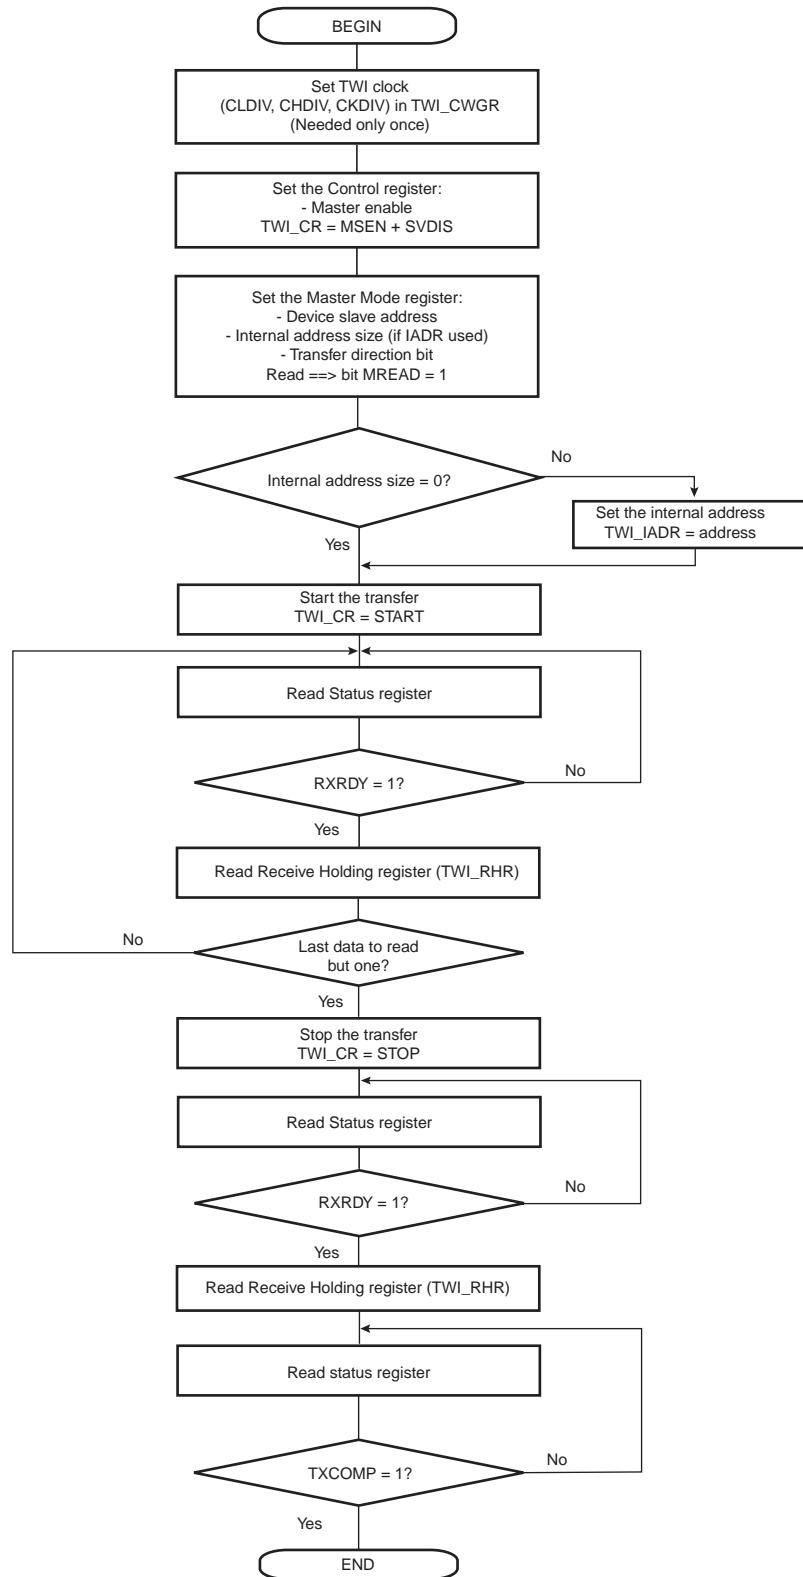 BEGIN
Set TWI clock
(CLDIV, CHDIV, CKDIV) in TWI_CWGR
(Needed only once)
Set the Control register:
- Master enable
TWI_CR = MSEN + SVDIS
Set the Master Mode register:
- Device slave address
- Internal address size (if IADR used)
- Transfer direction bit
Read ==> bit MREAD = 1
Internal address size = 0?
No
Set the internal address
TWI_IADR = address
Yes
Start the transfer
TWI_CR = START
Read Status register
RXRDY = 1?
No
Yes
Read Receive Holding register (TWI_RHR)
Last data to read
but one?
No
Yes
Stop the transfer
TWI_CR = STOP
Read Status register
RXRDY = 1?
No
Yes
Read Receive Holding register (TWI_RHR)
Read status register
TXCOMP = 1?
No
Yes
END